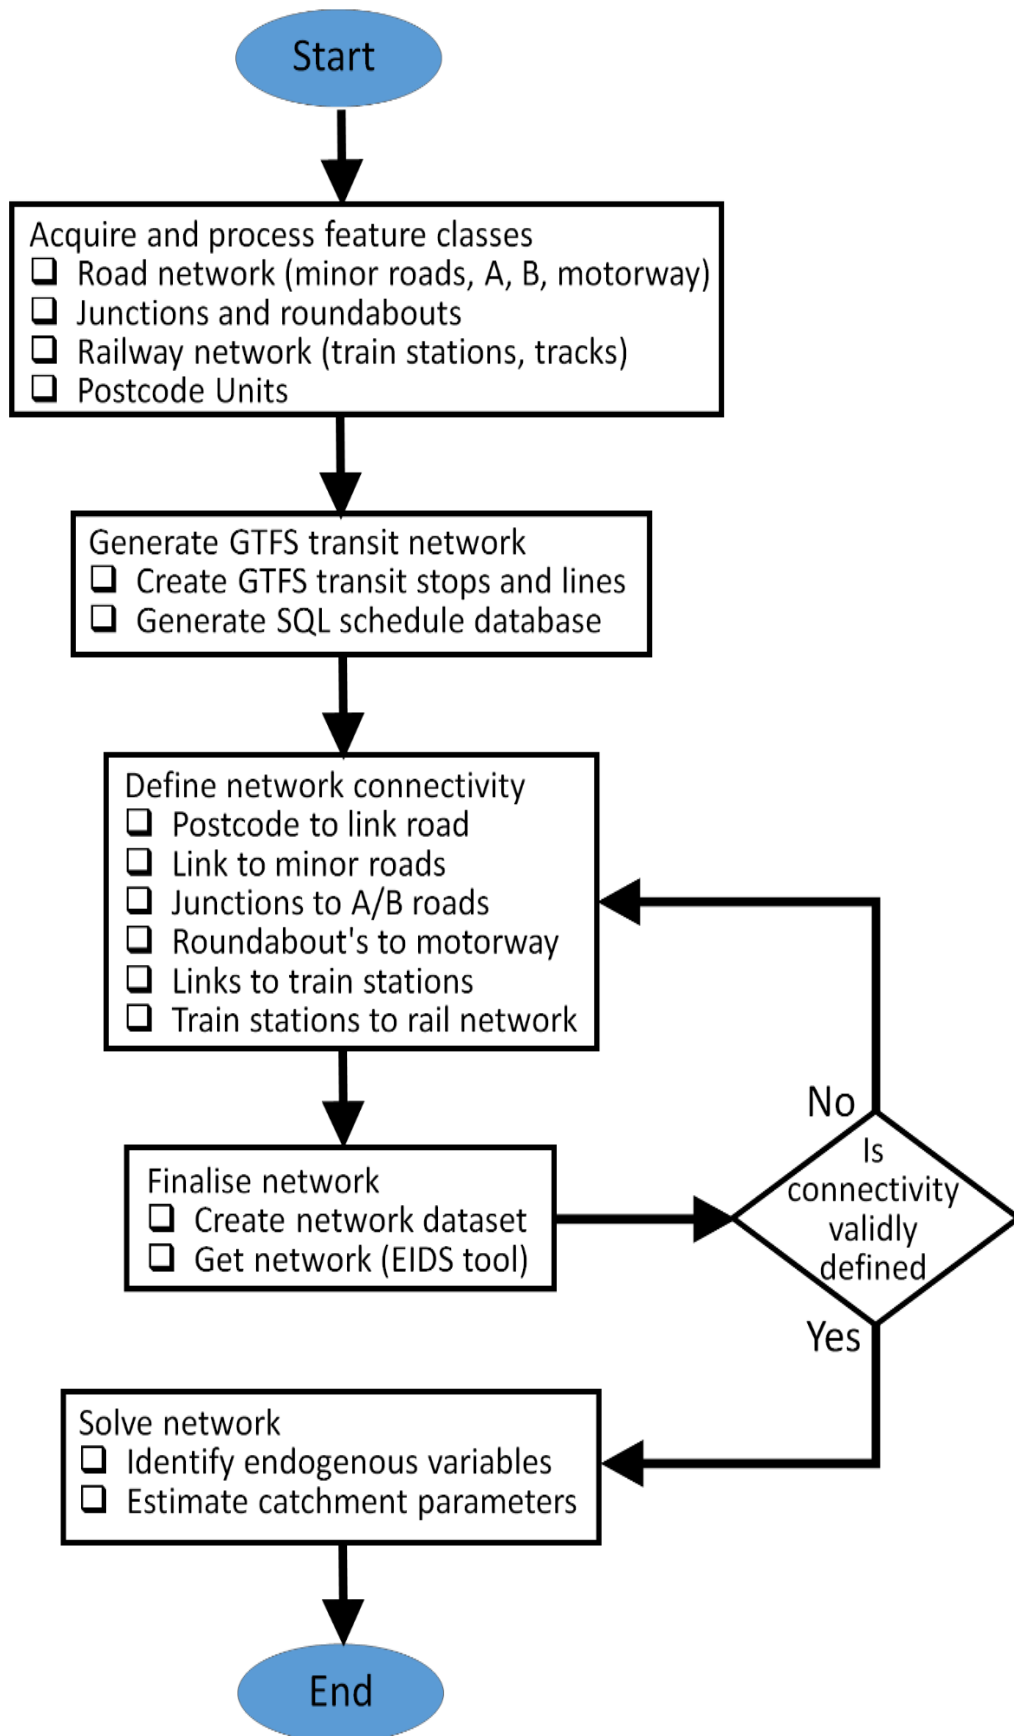 Start
Acquire and process feature classes
❑ Road network (minor roads, A, B, motorway)
❑ Junctions and roundabouts
❑ Railway network (train stations, tracks)
❑ Postcode Units
Generate GTFS transit network
❑ Create GTFS transit stops and lines
❑ Generate SQL schedule database
Define network connectivity
❑ Postcode to link road
❑ Link to minor roads
❑ Junctions to A/B roads
❑ Roundabout's to motorway
❑ Links to train stations
❑ Train stations to rail network
Finalise network
❑ Create network dataset
❑ Get network (EIDS tool)
No
Is
connectivity
validly
defined
Yes
Solve network
❑ Identify endogenous variables
❑ Estimate catchment parameters
End